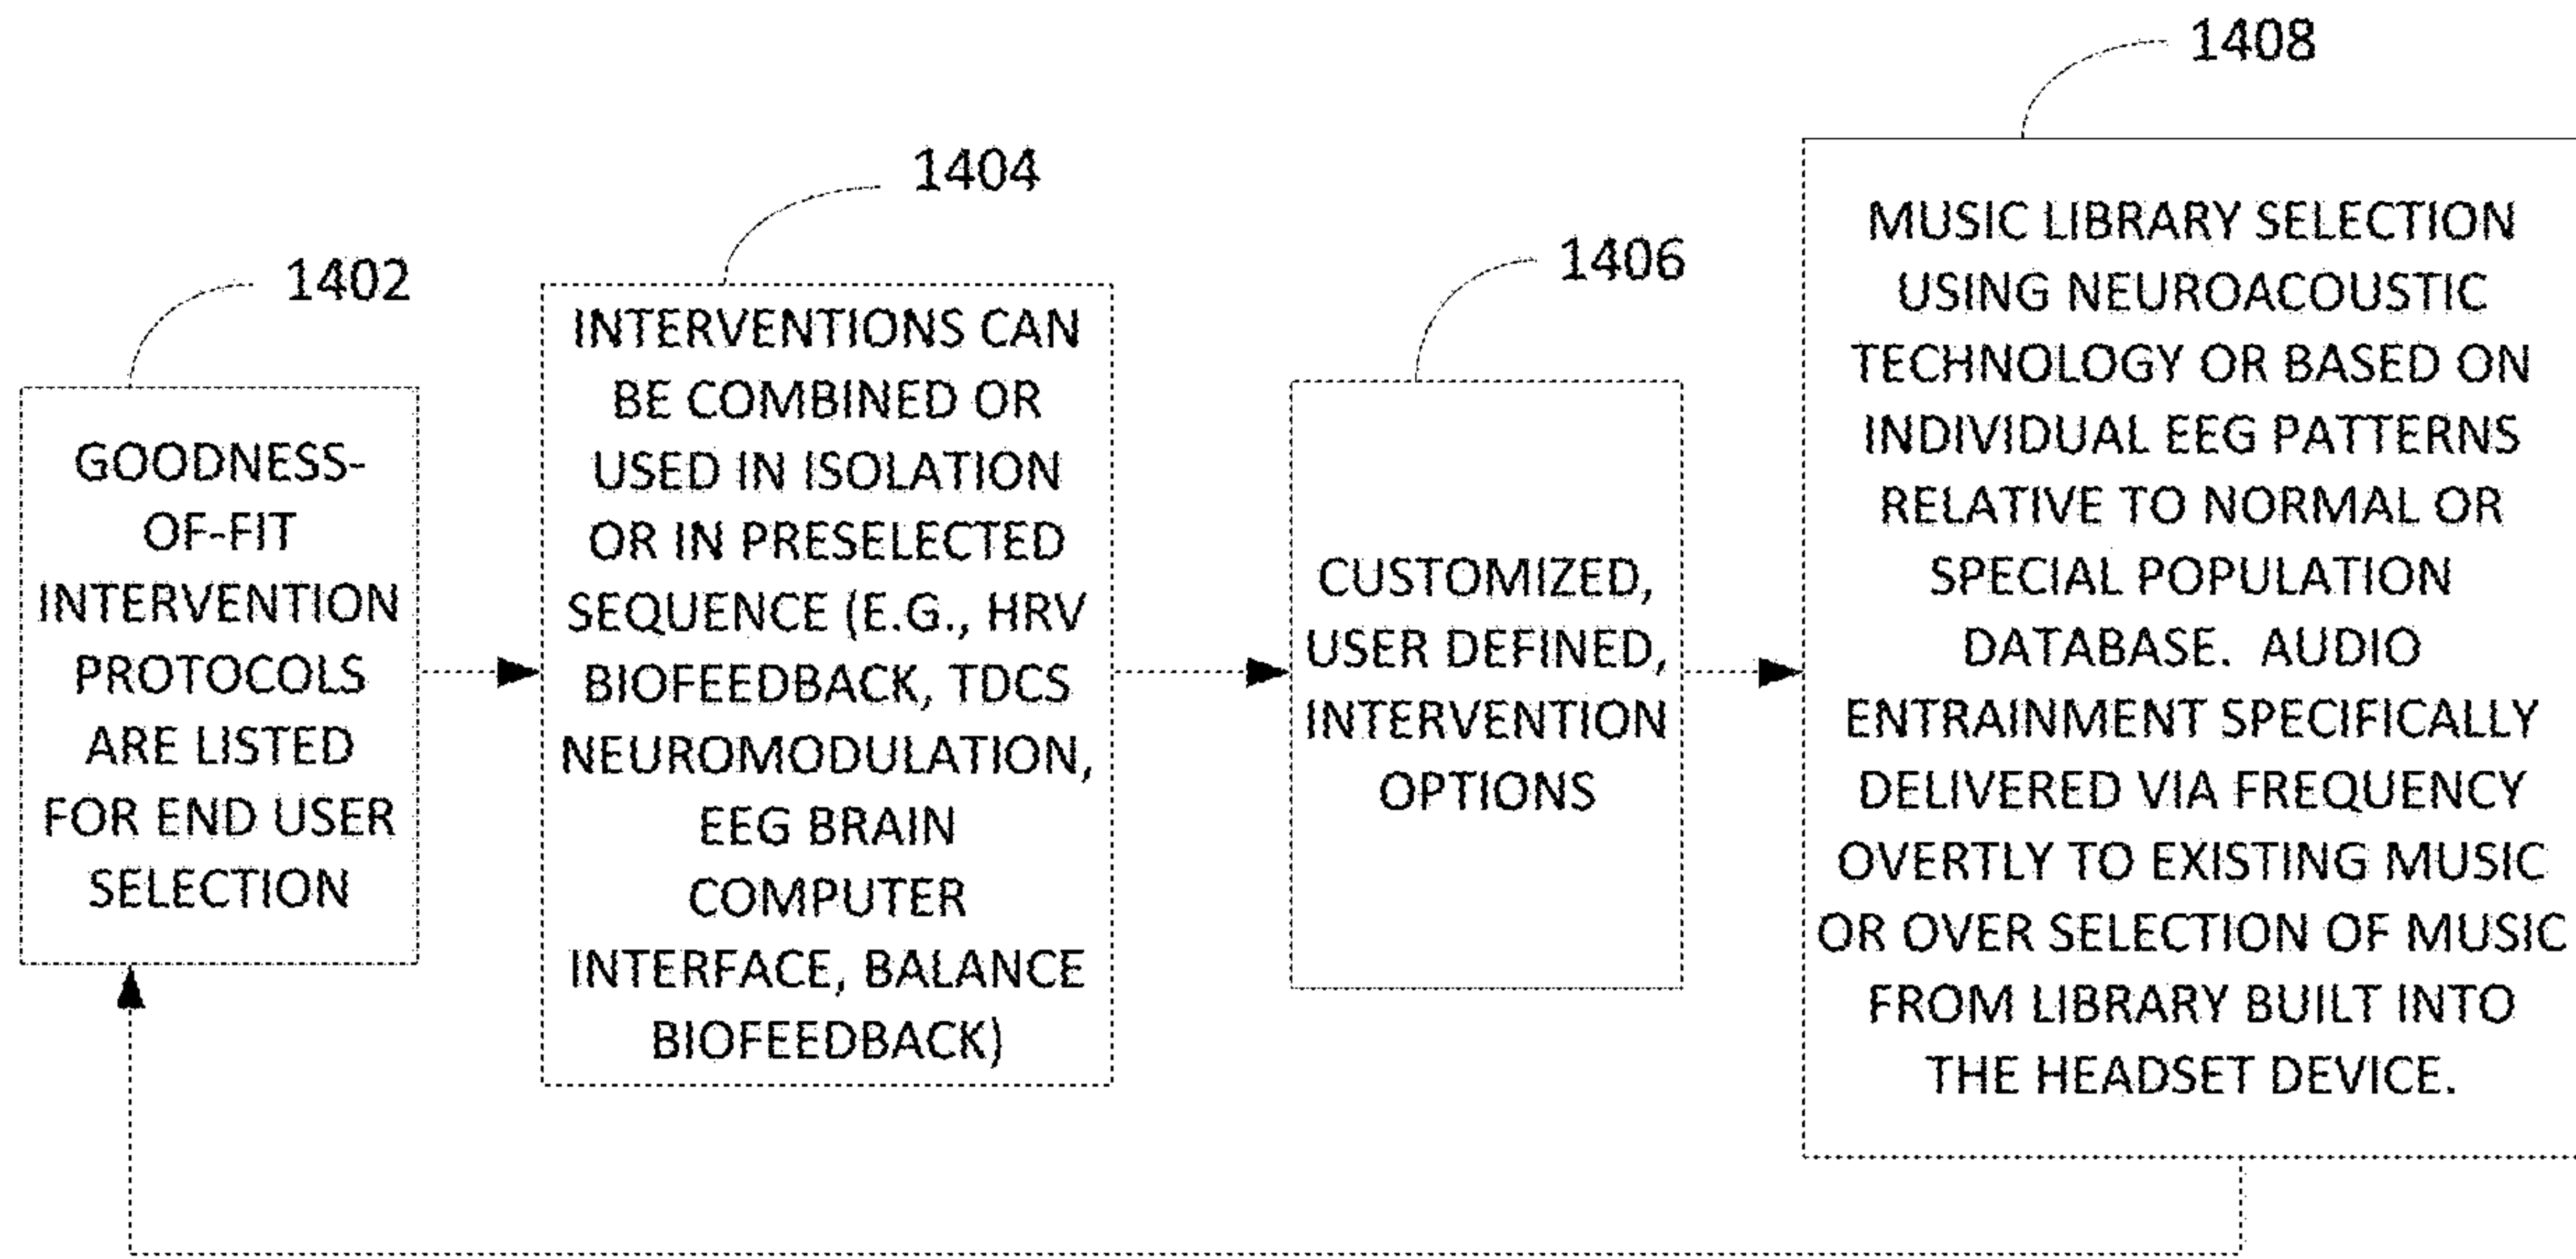 1402
GOODNESS-
OF-FIT
INTERVENTION
PROTOCOLS
ARE LISTED
FOR END USER
SELECTION
1404
INTERVENTIONS CAN
BE COMBINED OR
USED IN ISOLATION
OR IN PRESELECTED
SEQUENCE (E.G., HRV
BIOFEEDBACK, TDCS
NEUROMODULATION,
EEG BRAIN
COMPUTER
INTERFACE, BALANCE
BIOFEEDBACK)
1406
CUSTOMIZED,
USER DEFINED,
INTERVENTION
OPTIONS
1408
MUSIC LIBRARY SELECTION
USING NEUROACOUSTIC
TECHNOLOGY OR BASED ON
INDIVIDUAL EEG PATTERNS
RELATIVE TO NORMAL OR
SPECIAL POPULATION
DATABASE. AUDIO
ENTRAINMENT SPECIFICALLY
DELIVERED VIA FREQUENCY
OVERTLY TO EXISTING MUSIC
OR OVER SELECTION OF MUSIC
FROM LIBRARY BUILT INTO
THE HEADSET DEVICE.